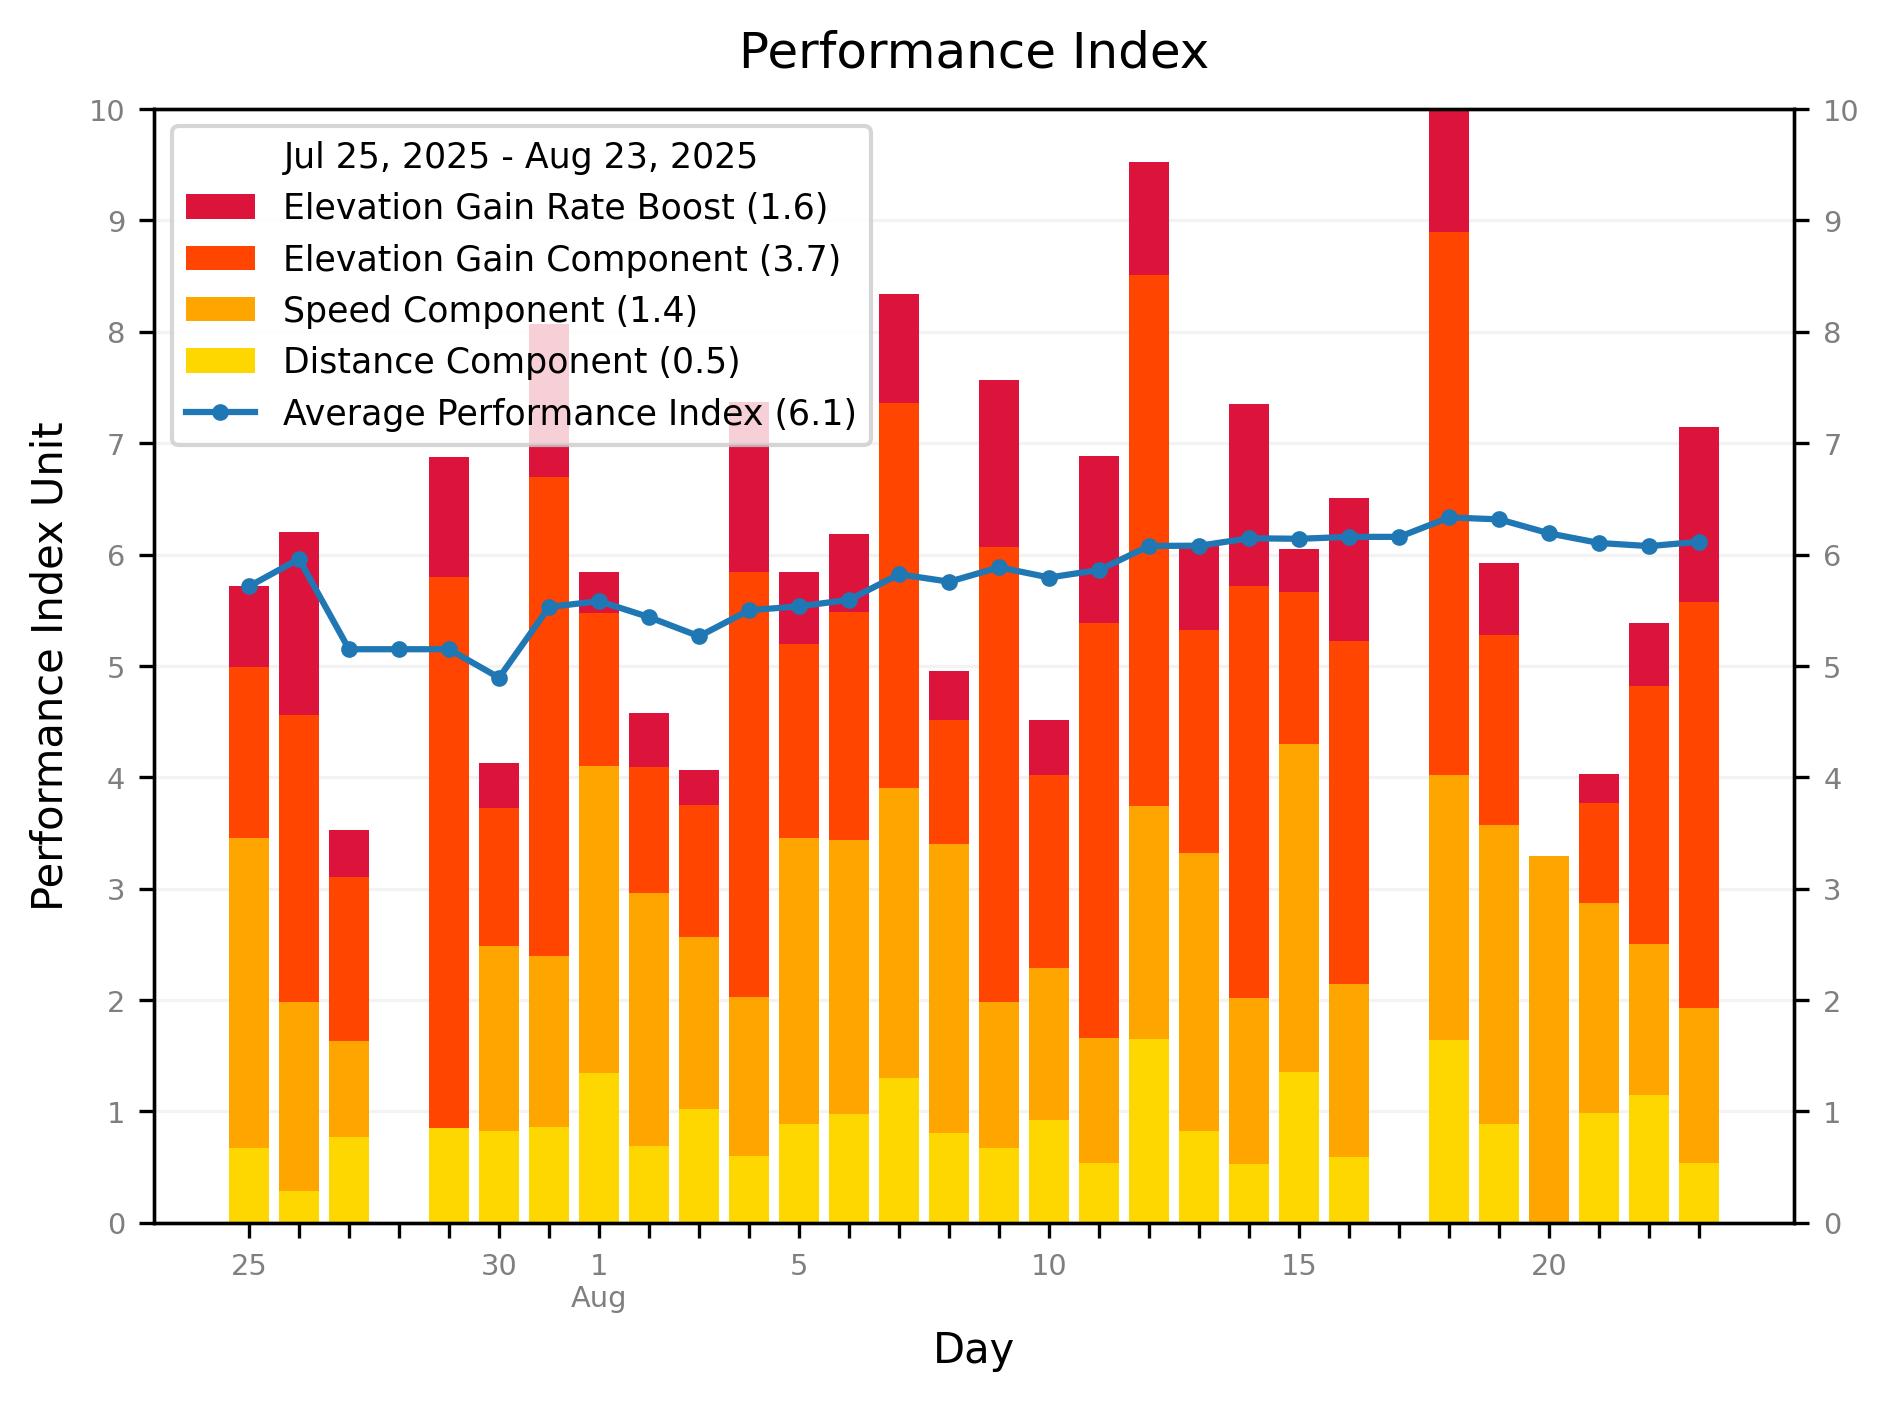 Performance Index
Jul 25, 2025 - Aug 23, 2025
Elevation Gain Rate Boost (1.6)
Elevation Gain Component (3.7)
Speed Component (1.4)
Distance Component (0.5)
Average Performance Index (6.1)
Performance Index Unit
10
9
8
7
6
5
4
3
2
1
0
10
9
8
7
6
5
4
3
2
1
0
25 30 1 5 10 15 20
Aug
Day